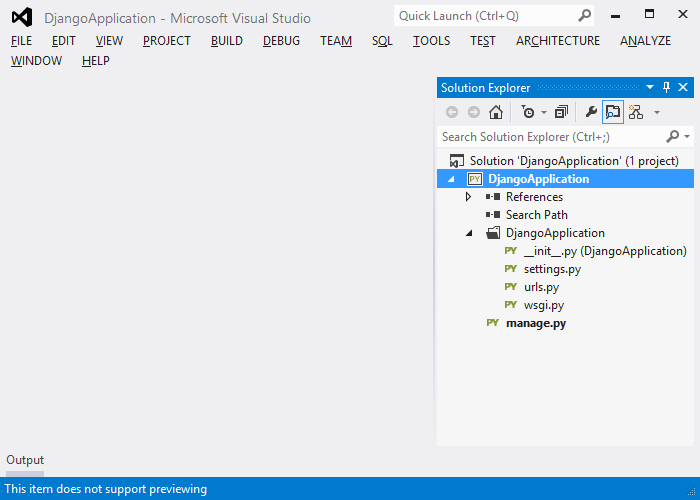 DjangoApplication - Microsoft Visual Studio
Quick Launch (Ctrl+Q)
FILE EDIT VIEW PROJECT BUILD DEBUG TEAM SQL TOOLS TEST ARCHITECTURE ANALYZE
WINDOW HELP
Solution Explorer
Search Solution Explorer (Ctrl+;)
Solution 'DjangoApplication' (1 project)
PY DjangoApplication
References
Search Path
DjangoApplication
PY __init__.py (DjangoApplication)
PY settings.py
PY urls.py
PY wsgi.py
PY manage.py
Output
This item does not support previewing